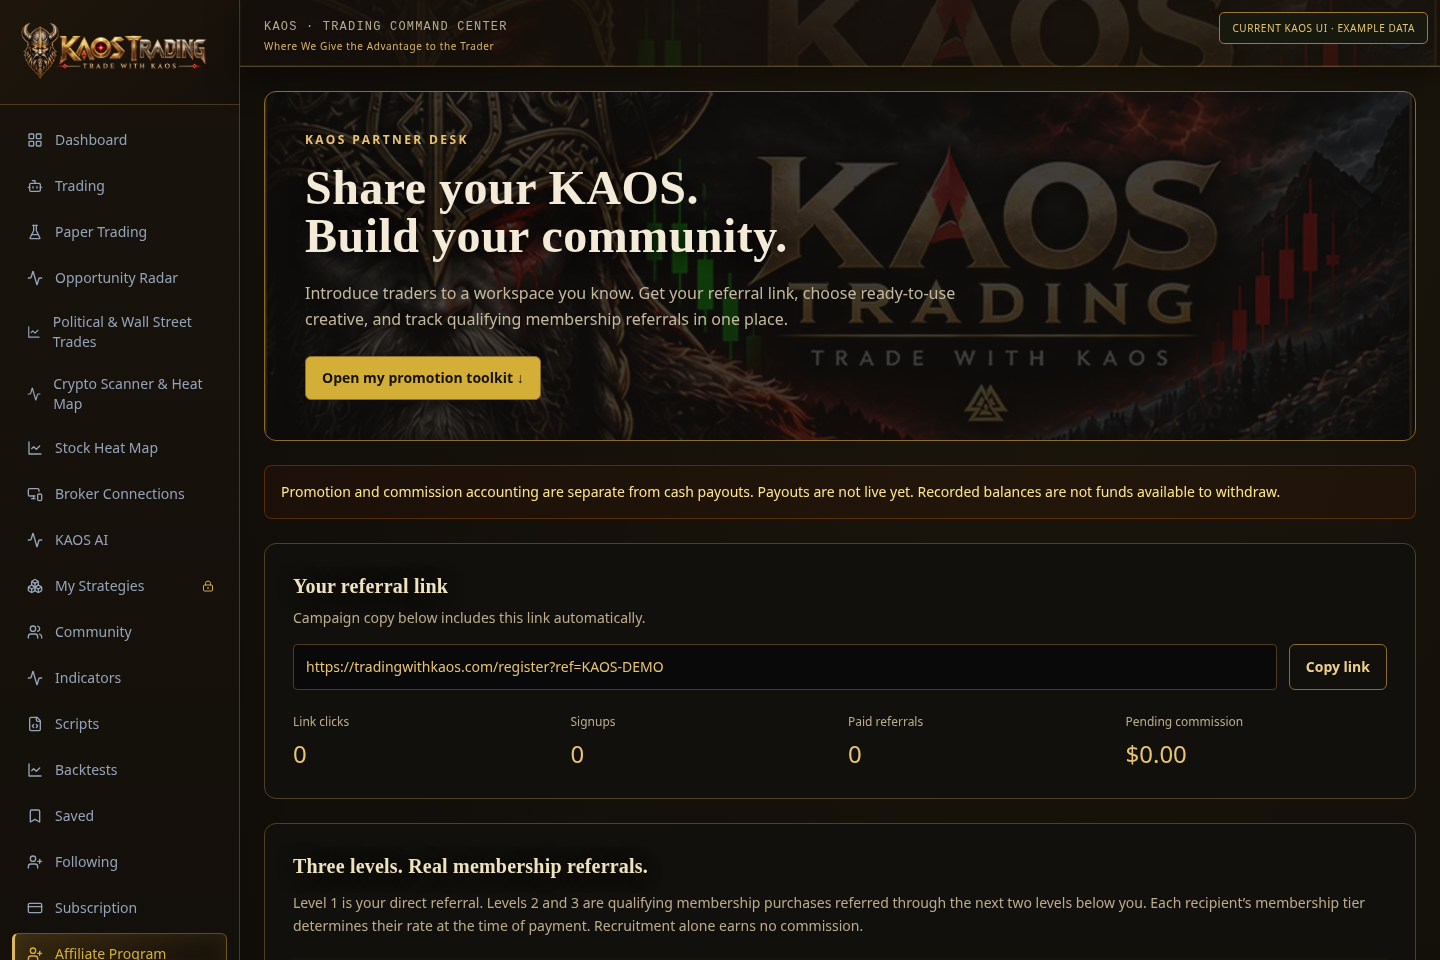 KAOS TRADING
TRADE WITH KAOS
Dashboard
Trading
Paper Trading
Opportunity Radar
Political & Wall Street
Trades
Crypto Scanner & Heat
Map
Stock Heat Map
Broker Connections
KAOS AI
My Strategies
Community
Indicators
Scripts
Backtests
Saved
Following
Subscription
Affiliate Program
KAOS · TRADING COMMAND CENTER
Where We Give the Advantage to the Trader
CURRENT KAOS UI · EXAMPLE DATA
KAOS PARTNER DESK
Share your KAOS.
Build your community.
Introduce traders to a workspace you know. Get your referral link, choose ready-to-use
creative, and track qualifying membership referrals in one place.
Open my promotion toolkit ↓
KAOS
TRADING
TRADE WITH KAOS
Promotion and commission accounting are separate from cash payouts. Payouts are not live yet. Recorded balances are not funds available to withdraw.
Your referral link
Campaign copy below includes this link automatically.
https://tradingwithkaos.com/register?ref=KAOS-DEMO
Copy link
Link clicks
0
Signups
0
Paid referrals
0
Pending commission
$0.00
Three levels. Real membership referrals.
Level 1 is your direct referral. Levels 2 and 3 are qualifying membership purchases referred through the next two levels below you. Each recipient’s membership tier
determines their rate at the time of payment. Recruitment alone earns no commission.